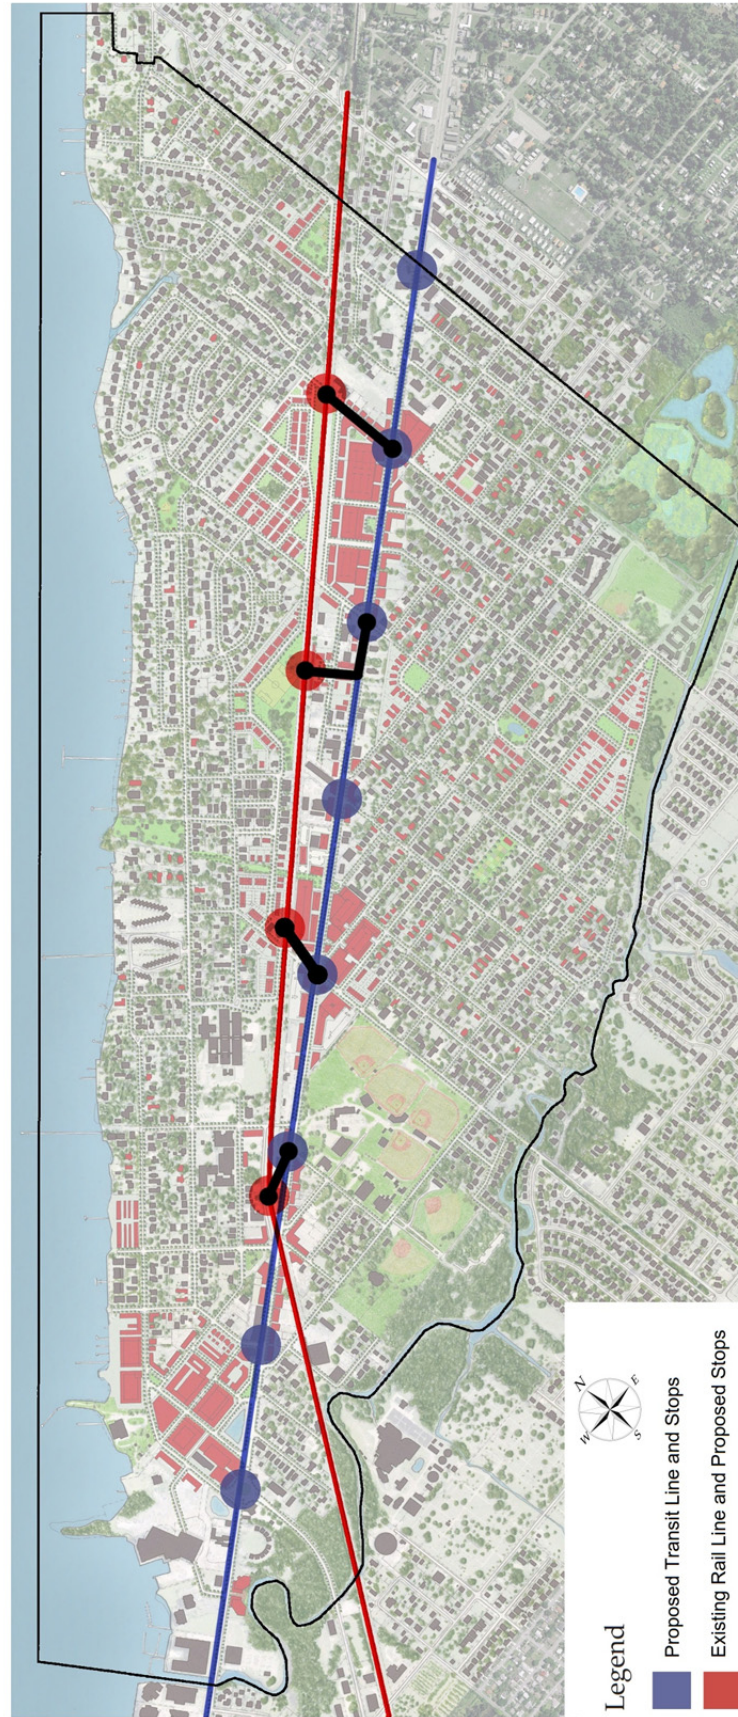 N
W
E
S
Legend
Proposed Transit Line and Stops
Existing Rail Line and Proposed Stops